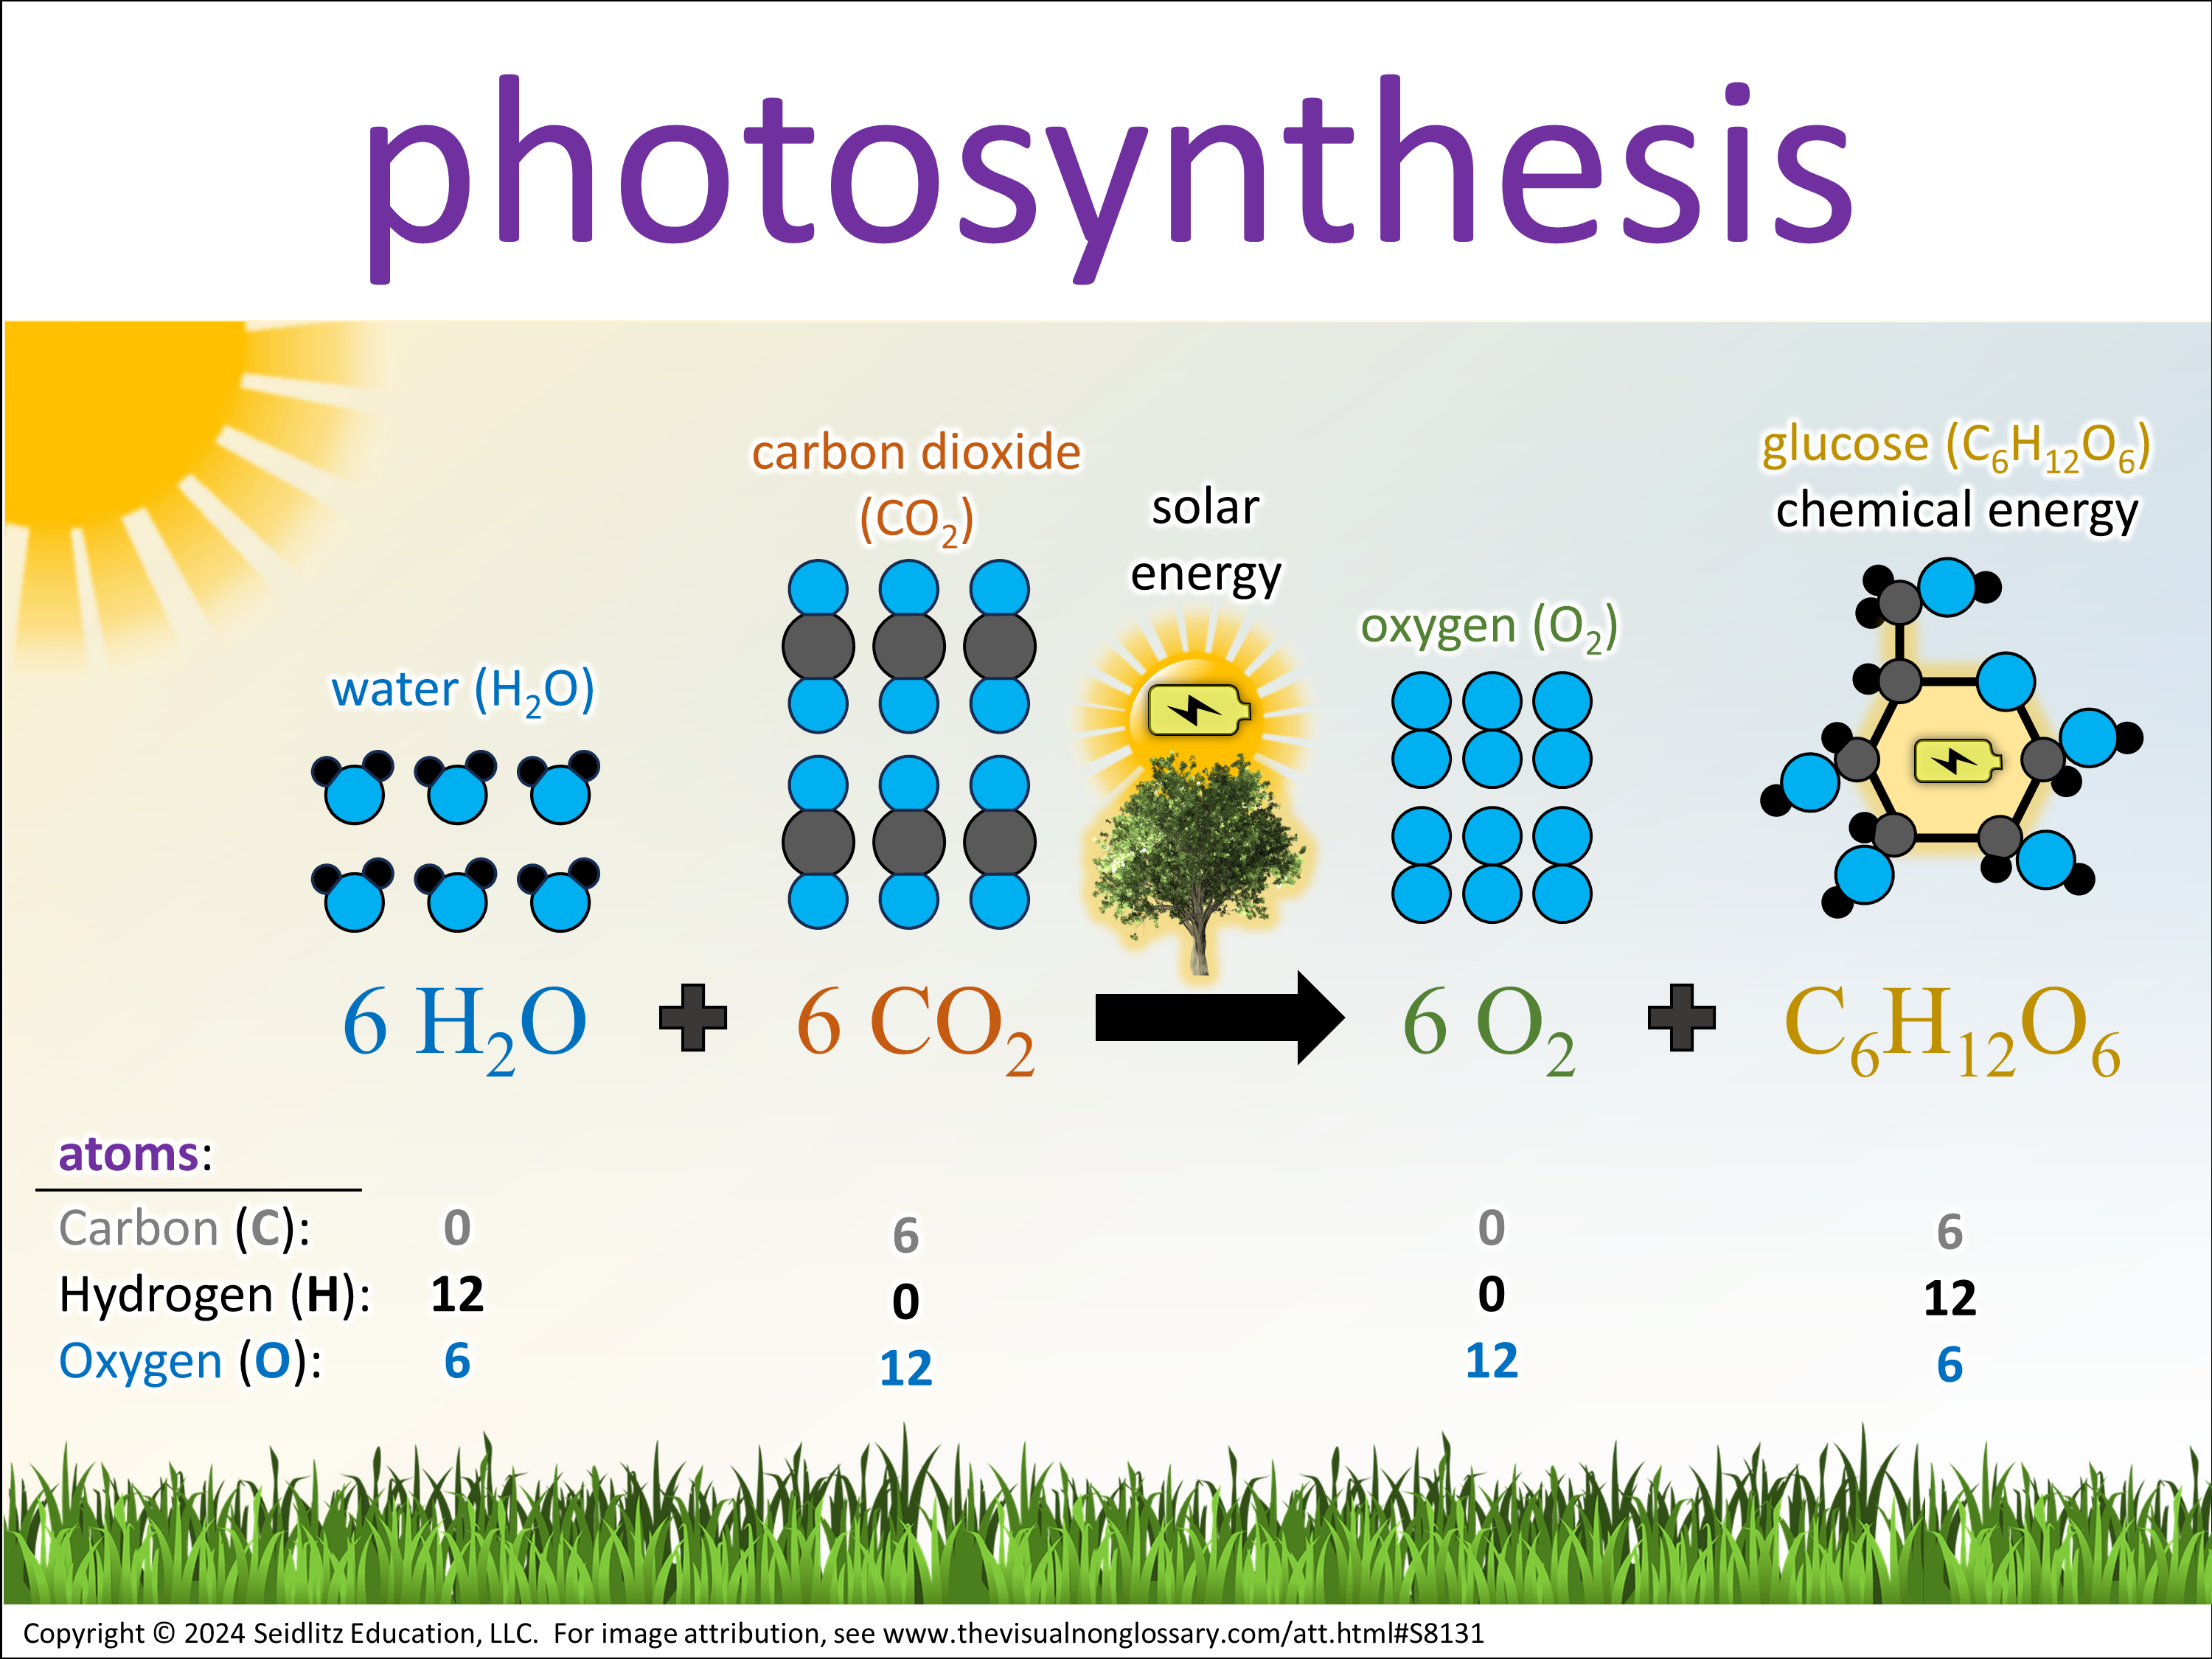 photosynthesis
carbon dioxide
(CO₂)
glucose (C₆H₁₂O₆)
chemical energy
solar
energy
oxygen (O₂)
water (H₂O)
6 H₂O + 6 CO₂ → 6 O₂ + C₆H₁₂O₆
atoms:
Carbon (C): 0 6 0 6
Hydrogen (H): 12 0 0 12
Oxygen (O): 6 12 12 6
Copyright © 2024 Seidlitz Education, LLC. For image attribution, see www.thevisualnonglossary.com/att.html#S8131